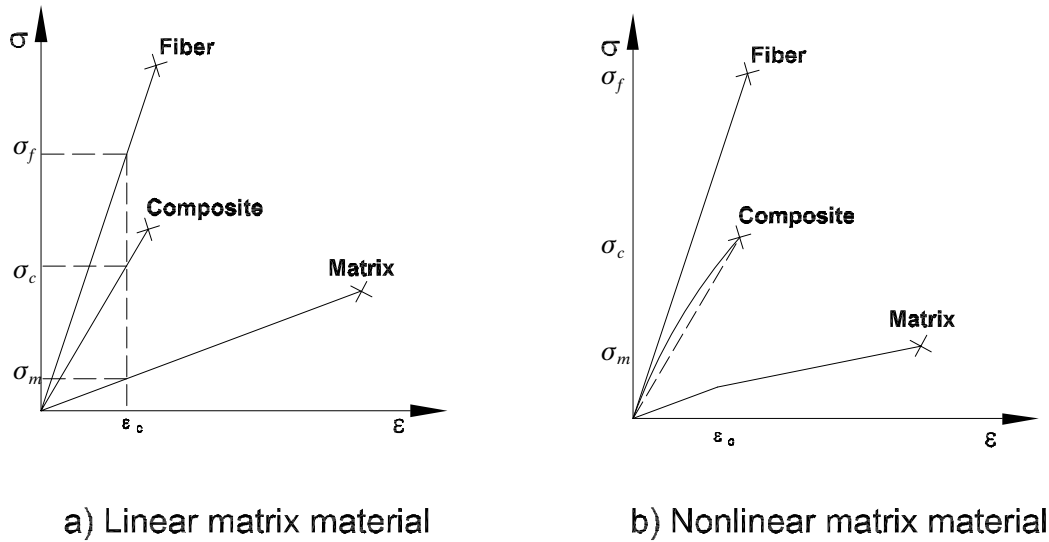 σ
Fiber
σf
Composite
σc
Matrix
σm
εc
ε
a) Linear matrix material
σ
σf
Fiber
Composite
σc
Matrix
σm
εc
ε
b) Nonlinear matrix material